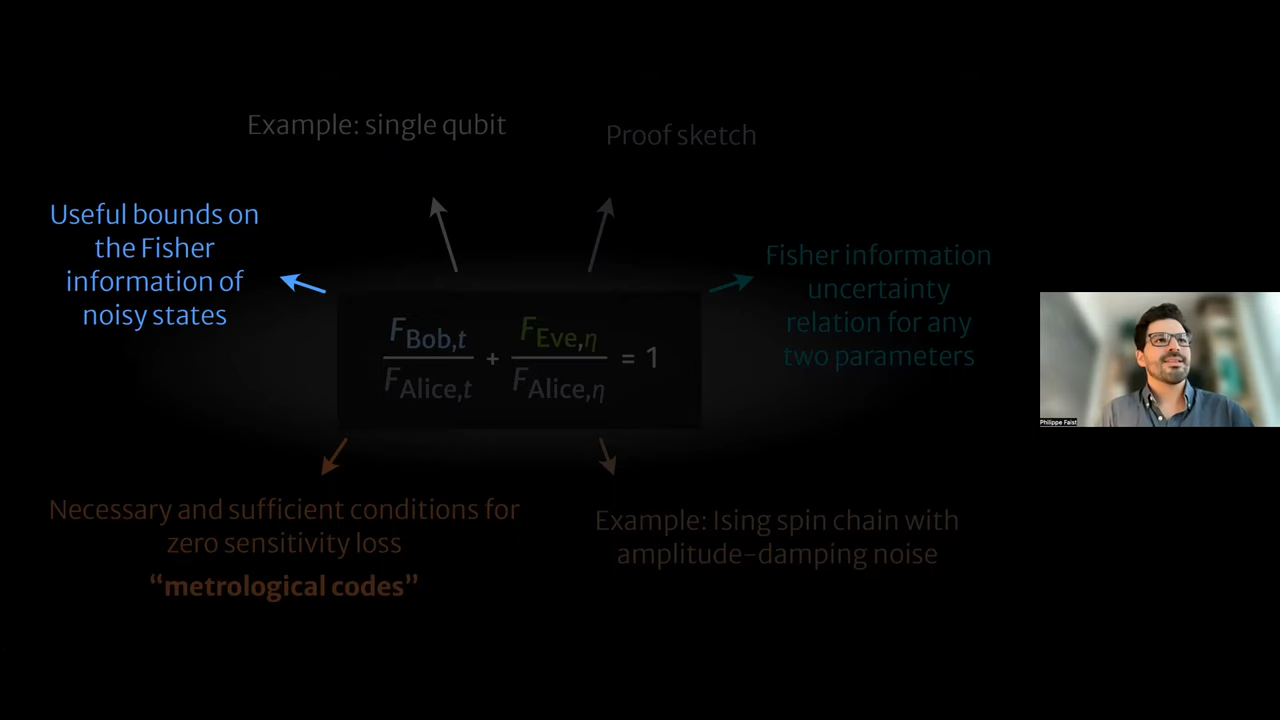 Example: single qubit
Proof sketch
Useful bounds on
the Fisher
information of
noisy states
Fisher information
uncertainty
relation for any
two parameters
F_Bob,t / F_Alice,t + F_Eve,η / F_Alice,η = 1
Necessary and sufficient conditions for
zero sensitivity loss
“metrological codes”
Example: Ising spin chain with
amplitude-damping noise
Philippe Faist